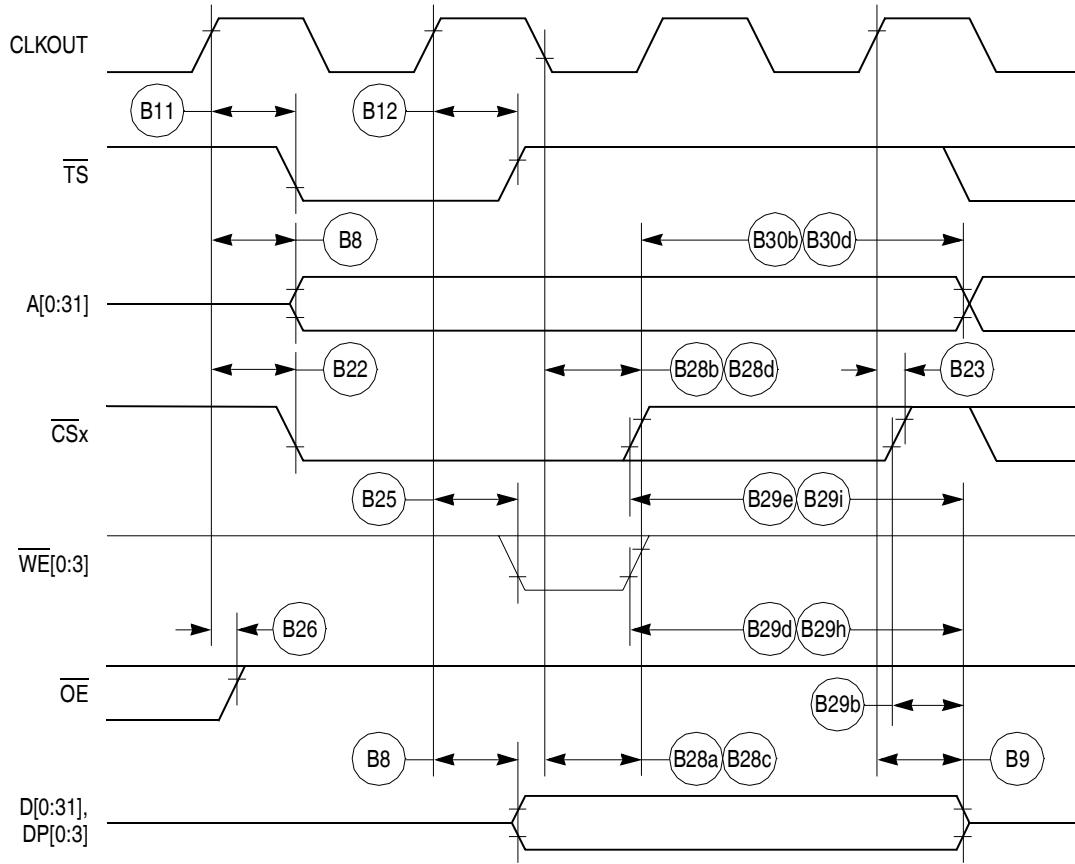 CLKOUT
B11
B12
TS
B8
B30b B30d
A[0:31]
B22
B28b B28d
B23
CSx
B25
B29e B29i
WE[0:3]
B26
B29d B29h
OE
B29b
B8
B28a B28c
B9
D[0:31],
DP[0:3]